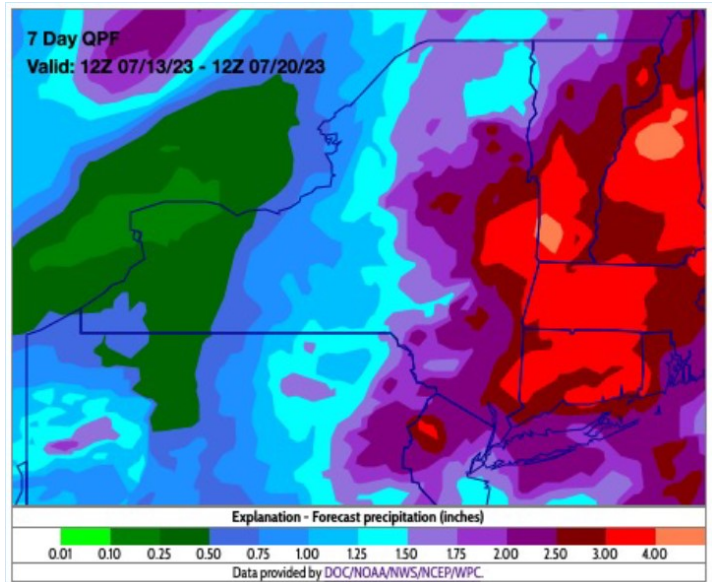 7 Day QPF
Valid: 12Z 07/13/23 - 12Z 07/20/23
Explanation - Forecast precipitation (inches)
0.01 0.10 0.25 0.50 0.75 1.00 1.25 1.50 1.75 2.00 2.50 3.00 4.00
Data provided by DOC/NOAA/NWS/NCEP/WPC.